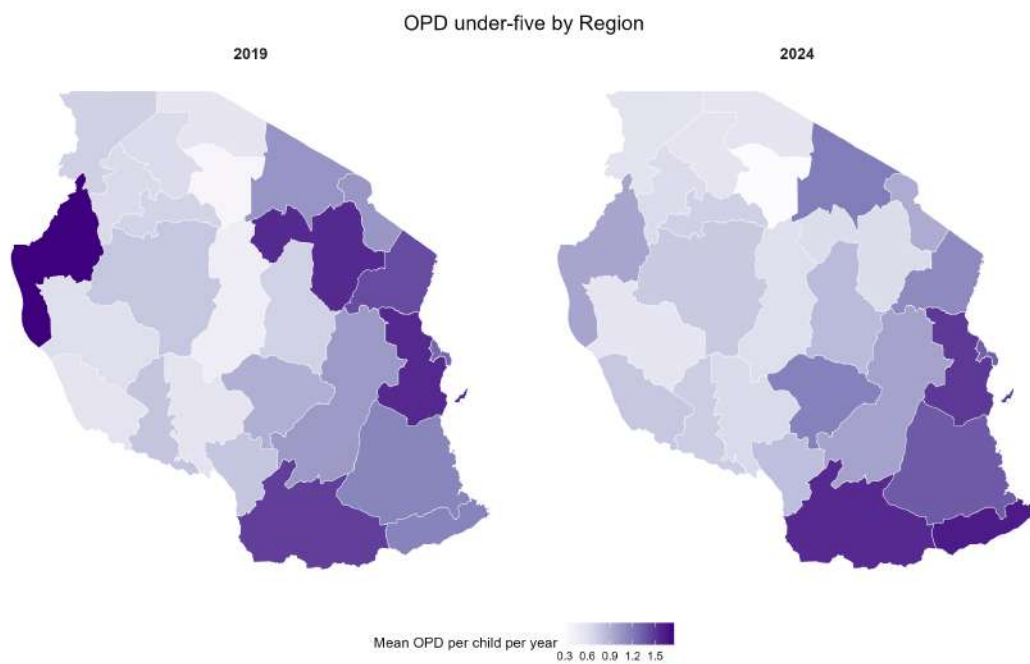 OPD under-five by Region
2019
2024
Mean OPD per child per year
0.3 0.6 0.9 1.2 1.5